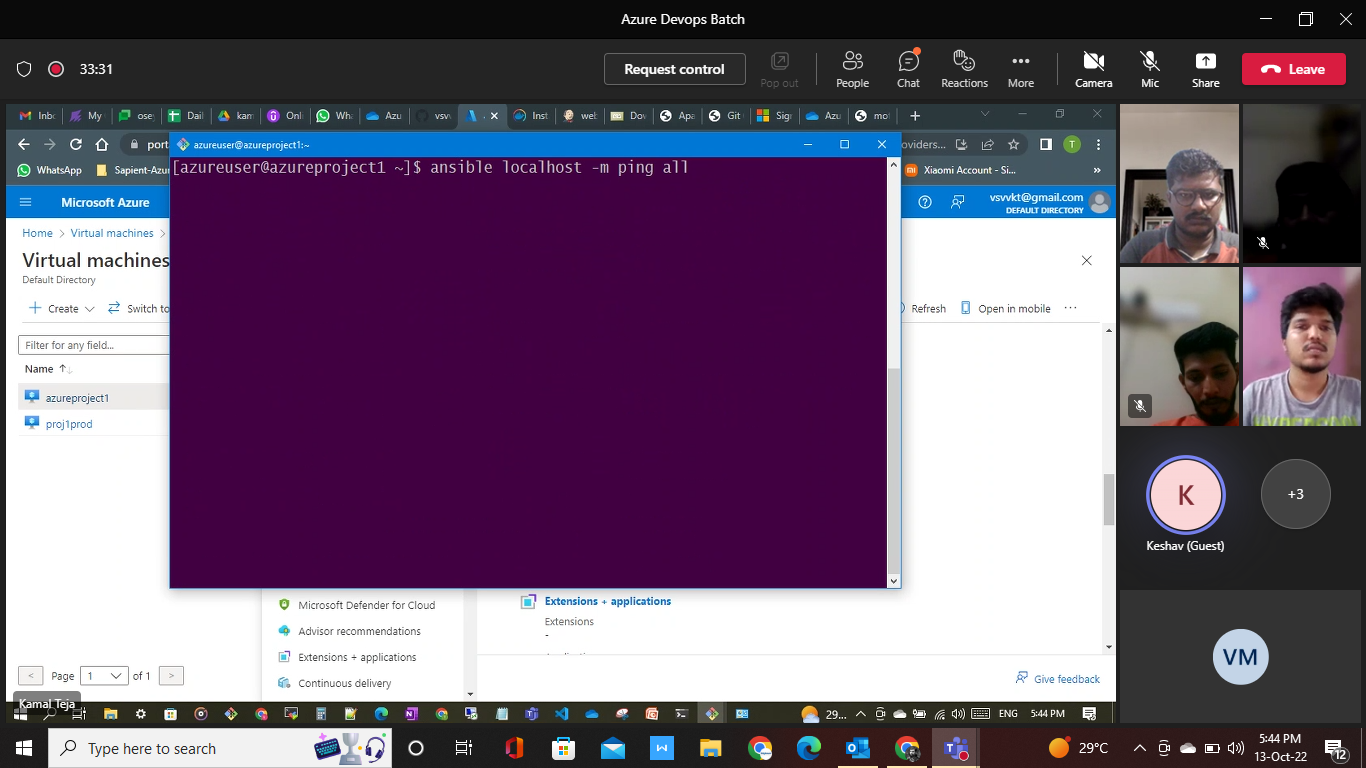 Azure Devops Batch
33:31
Request control
Pop out
People
Chat
Reactions
More
Camera
Mic
Share
Leave
Inb
My
ose
Dail
kam
Onl
Wha
Azu
vsv
Inst
web
Dov
Apa
Git
Sig
Azu
mo
port
oviders...
T
WhatsApp
Sapient-Azu
Xiaomi Account - Si...
»
azureuser@azureproject1:~
[azureuser@azureproject1 ~]$ ansible localhost -m ping all
Microsoft Azure
vsvvkt@gmail.com
DEFAULT DIRECTORY
Home > Virtual machines >
Virtual machines
Default Directory
Create
Switch to
Refresh
Open in mobile
Filter for any field...
Name
azureproject1
proj1prod
Microsoft Defender for Cloud
Advisor recommendations
Extensions + applications
Continuous delivery
Extensions + applications
Extensions
-
< Page 1 of 1 >
Give feedback
Kamal Teja
29...
ENG
5:44 PM
K
Keshav (Guest)
+3
VM
Type here to search
29°C
5:44 PM
13-Oct-22
12